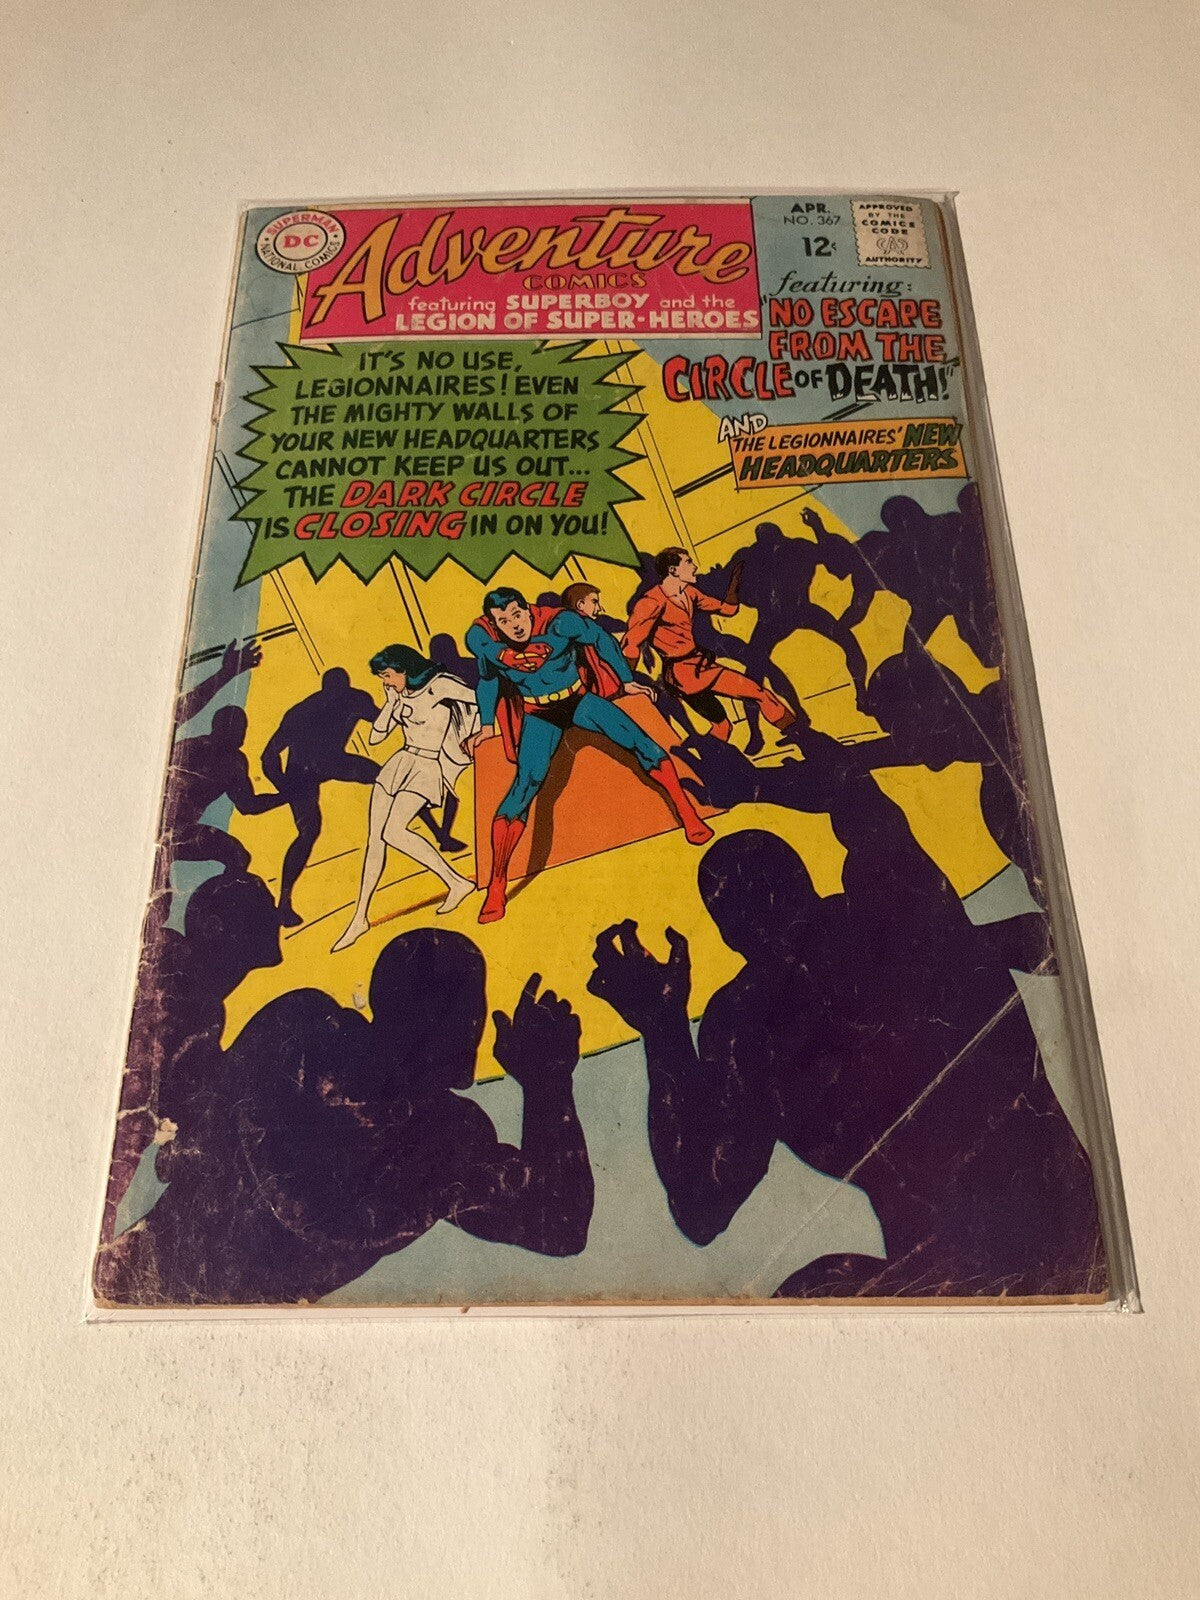 SUPERMAN
DC
NATIONAL COMICS
Adventure
COMICS
featuring SUPERBOY and the
LEGION OF SUPER-HEROES
APR.
NO. 367
12¢
APPROVED
BY THE
COMICS
CODE
CA
AUTHORITY
featuring:
"NO ESCAPE
FROM THE
CIRCLE OF DEATH!"
AND
THE LEGIONNAIRES' NEW
HEADQUARTERS
IT'S NO USE,
LEGIONNAIRES! EVEN
THE MIGHTY WALLS OF
YOUR NEW HEADQUARTERS
CANNOT KEEP US OUT...
THE DARK CIRCLE
IS CLOSING IN ON YOU!
S
R